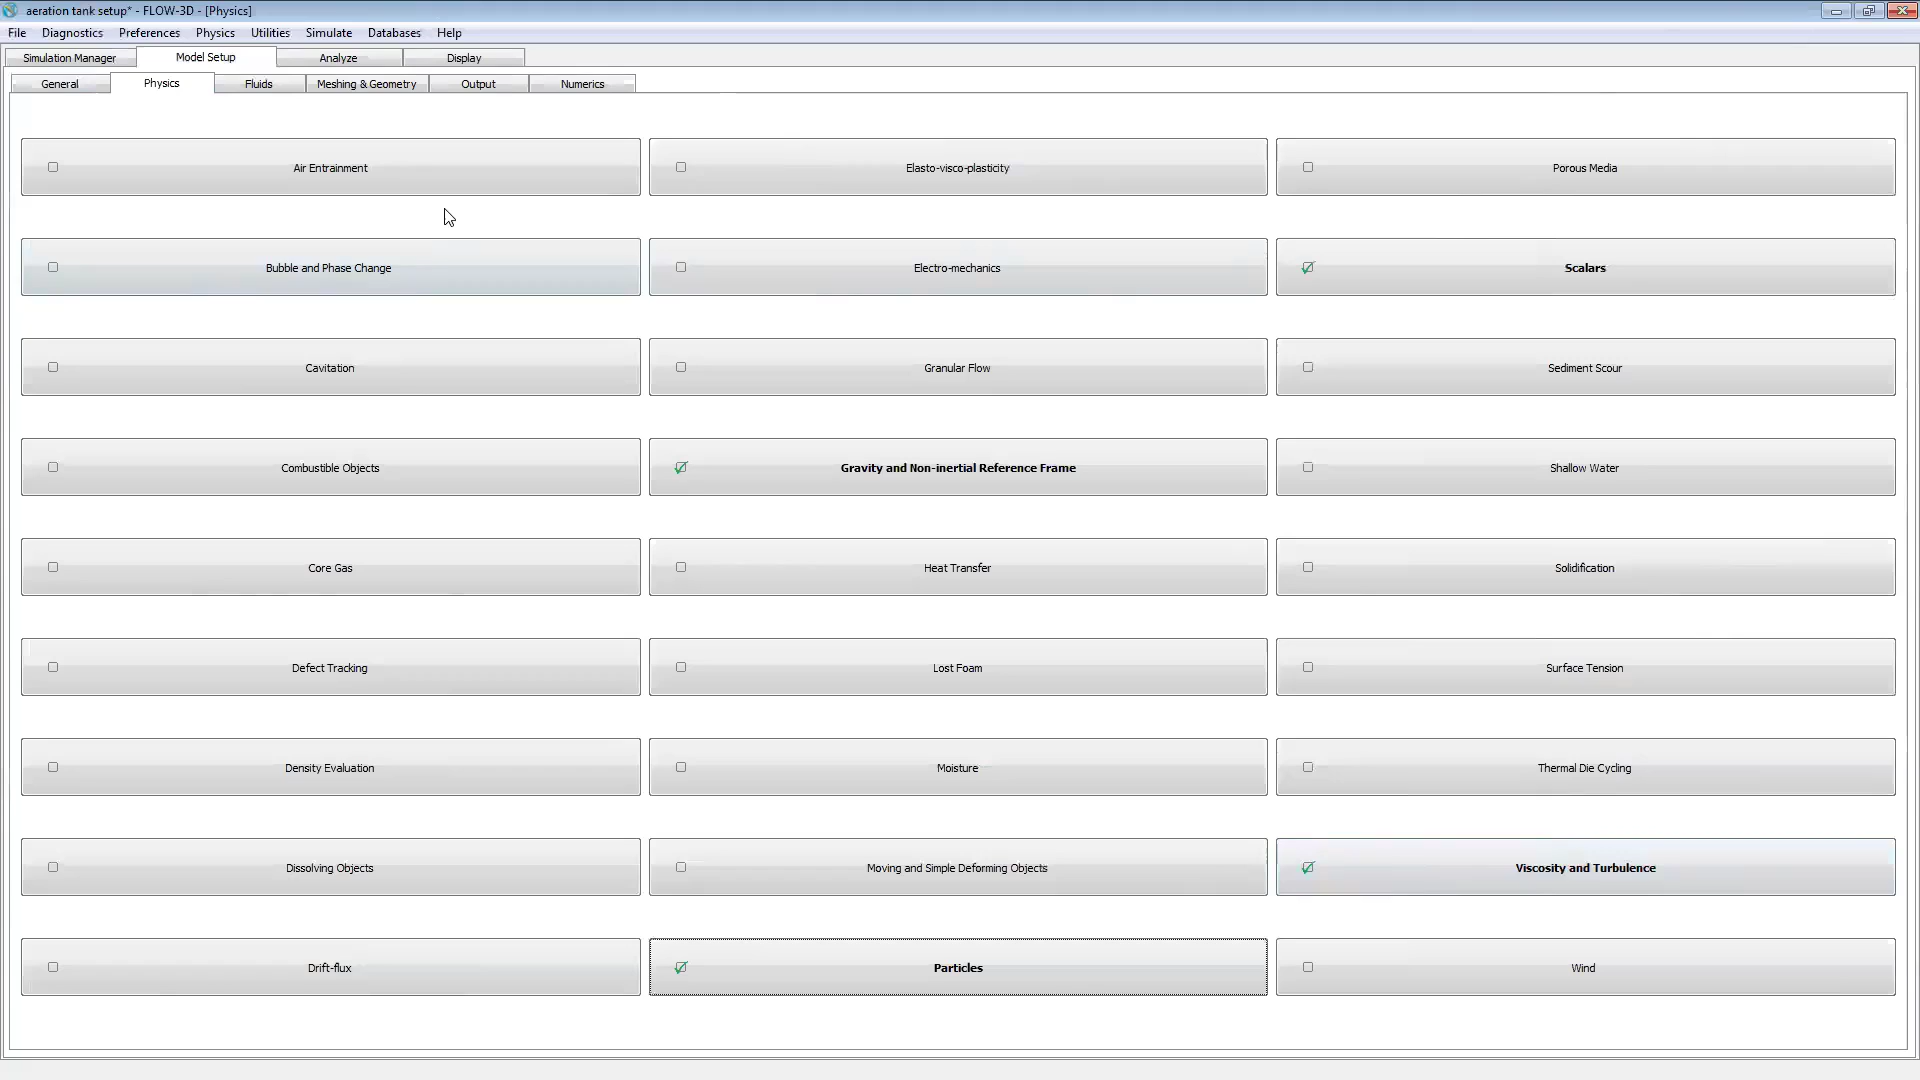 aeration tank setup* - FLOW-3D - [Physics]
File Diagnostics Preferences Physics Utilities Simulate Databases Help
Simulation Manager Model Setup Analyze Display
General Physics Fluids Meshing & Geometry Output Numerics
Air Entrainment Elasto-visco-plasticity Porous Media
Bubble and Phase Change Electro-mechanics Scalars
Cavitation Granular Flow Sediment Scour
Combustible Objects Gravity and Non-inertial Reference Frame Shallow Water
Core Gas Heat Transfer Solidification
Defect Tracking Lost Foam Surface Tension
Density Evaluation Moisture Thermal Die Cycling
Dissolving Objects Moving and Simple Deforming Objects Viscosity and Turbulence
Drift-flux Particles Wind